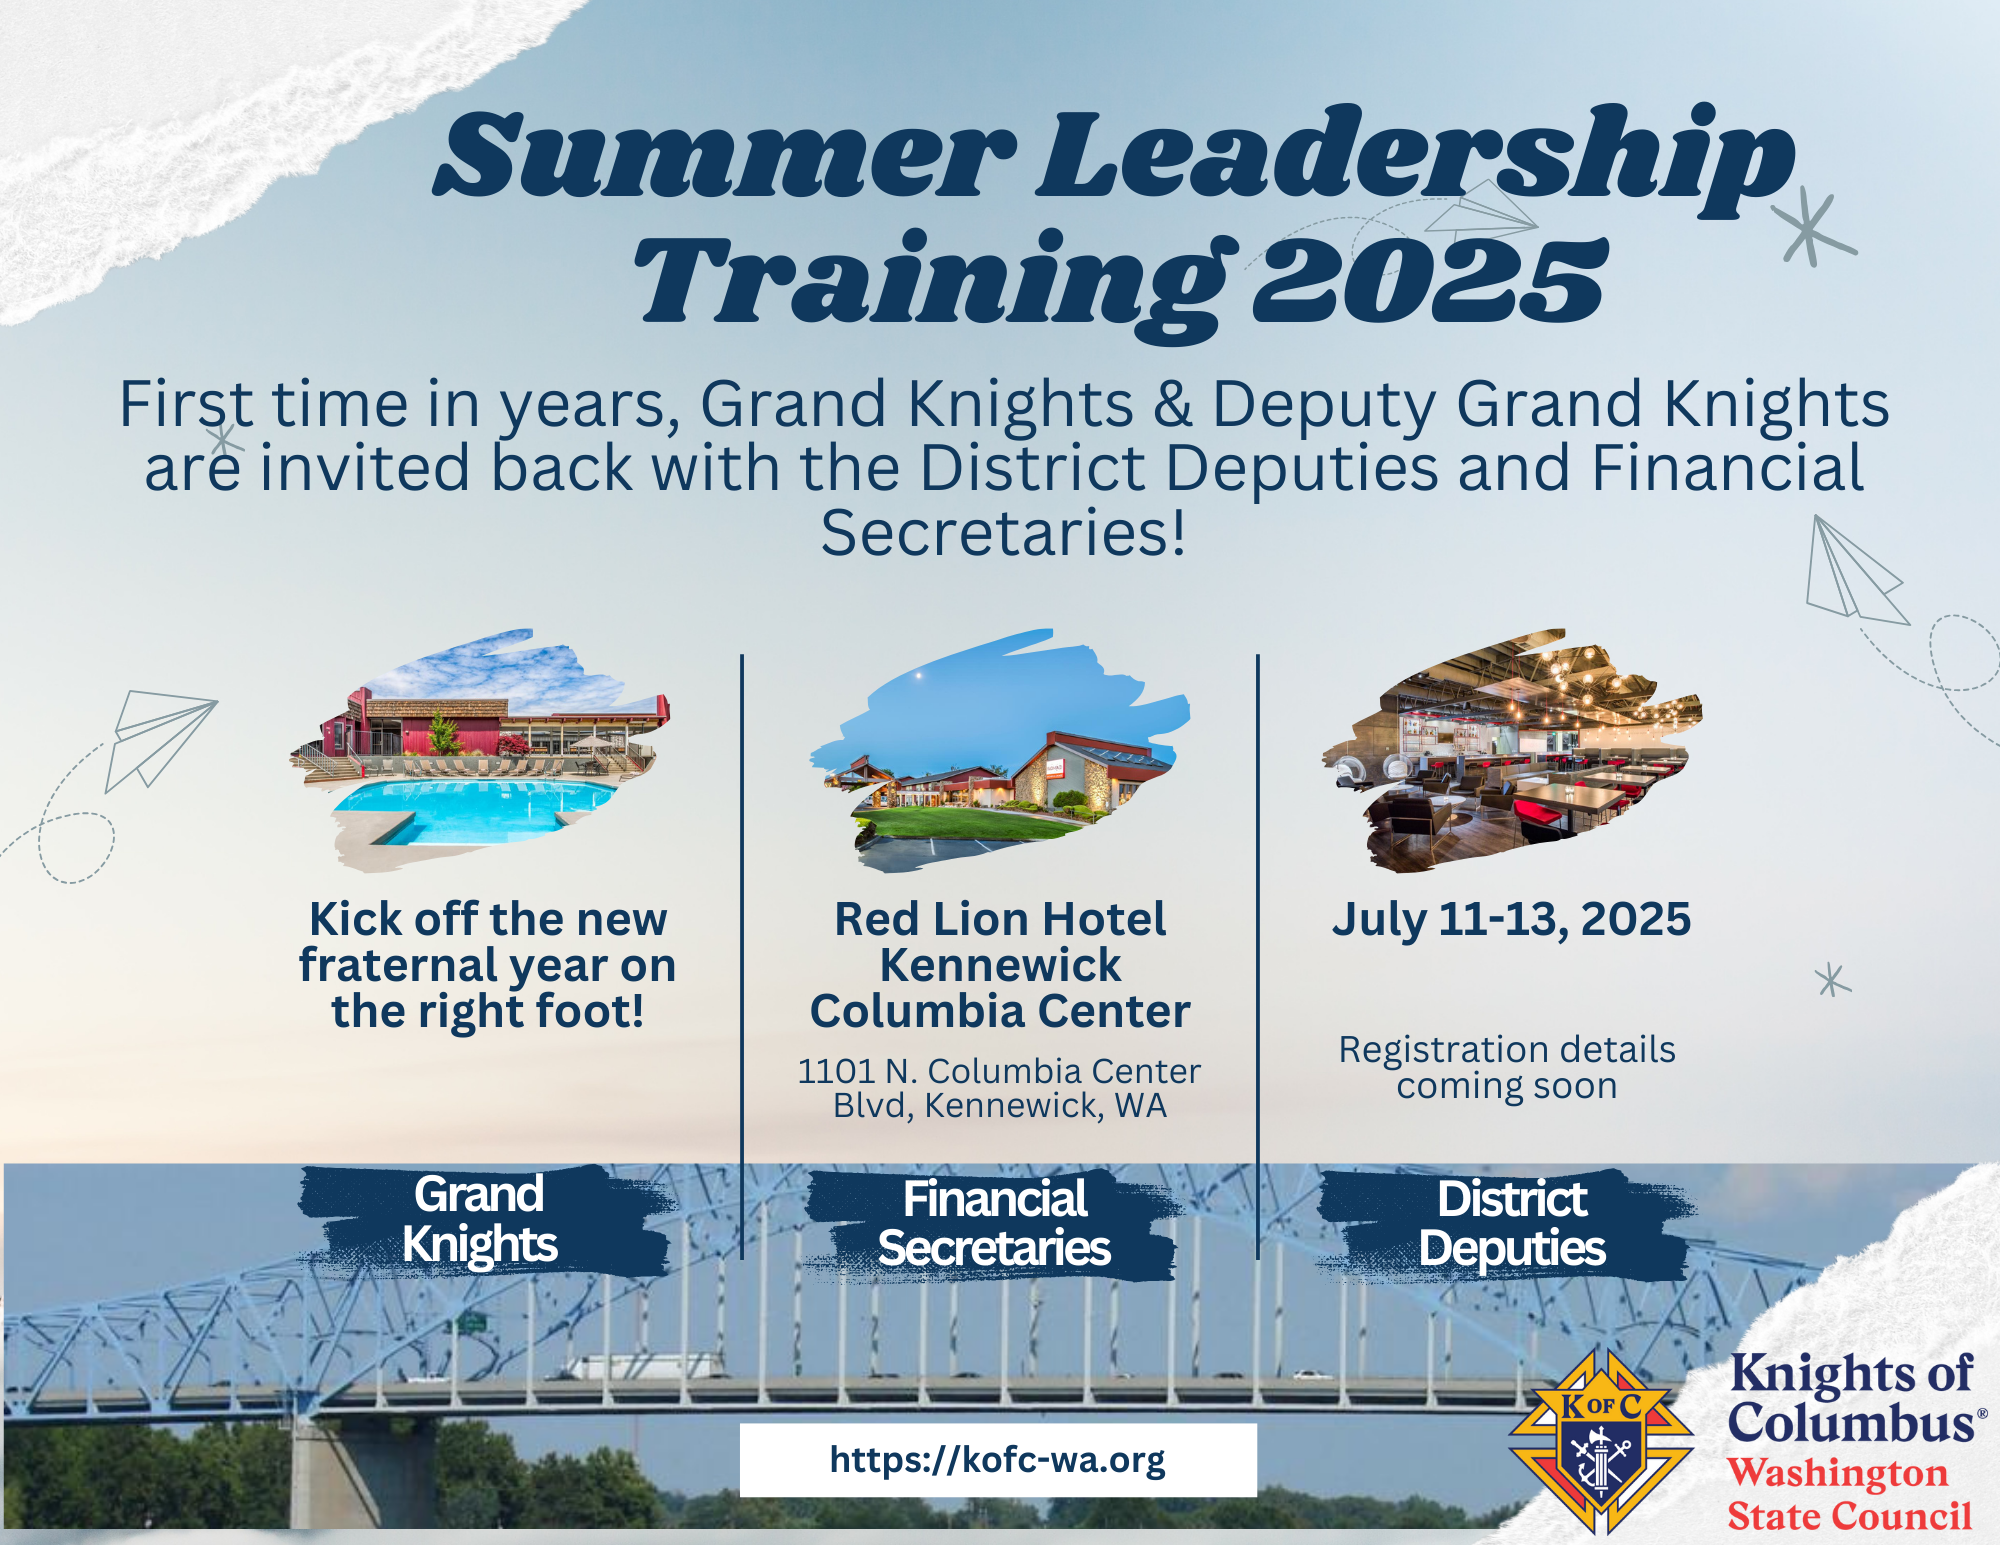 Summer Leadership
Training 2025
First time in years, Grand Knights & Deputy Grand Knights
are invited back with the District Deputies and Financial
Secretaries!
Kick off the new
fraternal year on
the right foot!
Red Lion Hotel
Kennewick
Columbia Center
1101 N. Columbia Center
Blvd, Kennewick, WA
July 11-13, 2025
Registration details
coming soon
Grand
Knights
Financial
Secretaries
District
Deputies
https://kofc-wa.org
K OF C
Knights of
Columbus®
Washington
State Council